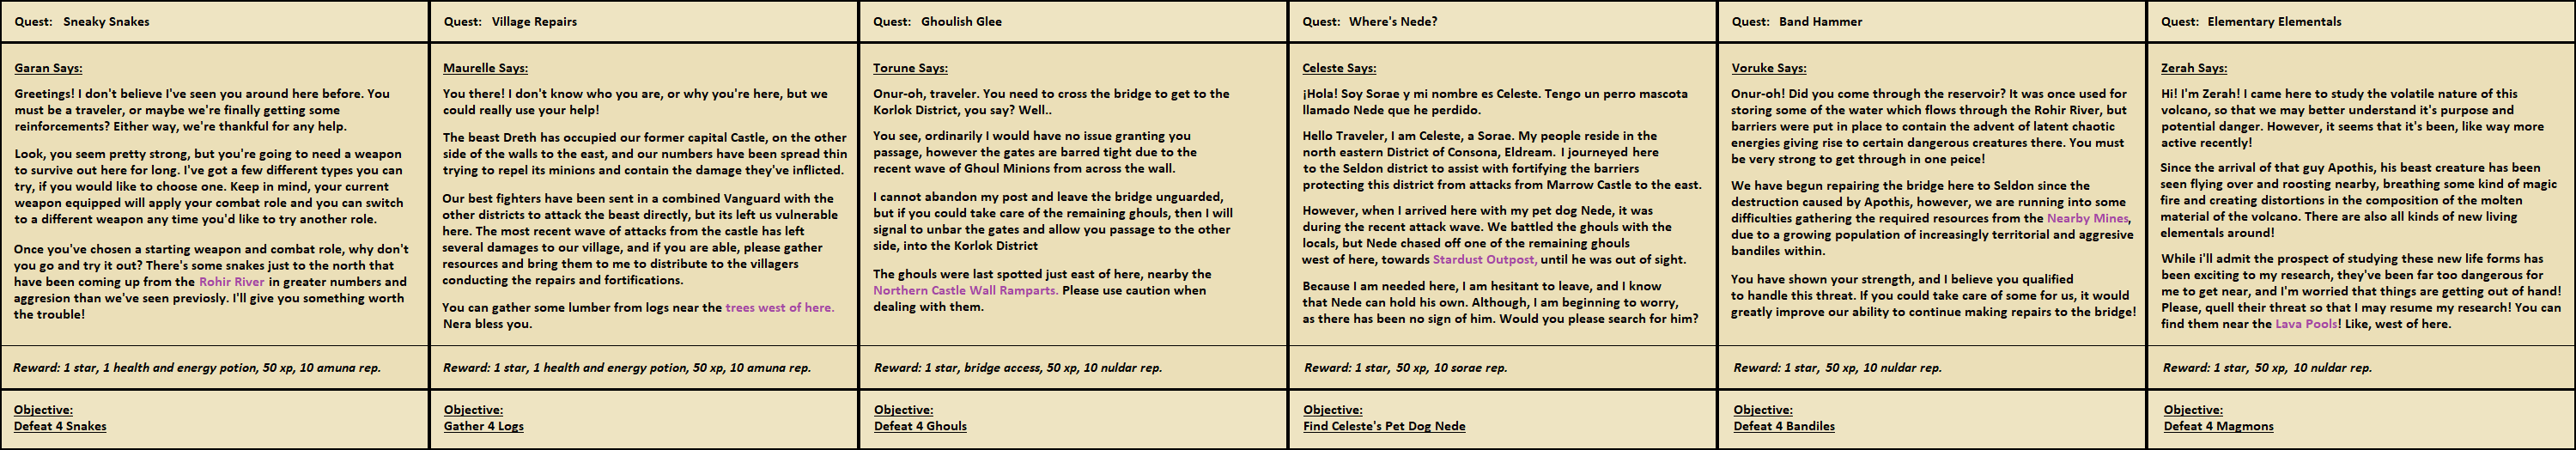 Quest: Sneaky Snakes
Garan Says:
Greetings! I don't believe I've seen you around here before. You
must be a traveler, or maybe we're finally getting some
reinforcements? Either way, we're thankful for any help.
Look, you seem pretty strong, but you're going to need a weapon
to survive out here for long. I've got a few different types you can
try, if you would like to choose one. Keep in mind, your current
weapon equipped will apply your combat role and you can switch
to a different weapon any time you'd like to try another role.
Once you've chosen a starting weapon and combat role, why don't
you go and try it out? There's some snakes just to the north that
have been coming up from the Rohir River in greater numbers and
aggresion than we've seen previosly. I'll give you something worth
the trouble!
Reward: 1 star, 1 health and energy potion, 50 xp, 10 amuna rep.
Objective:
Defeat 4 Snakes
Quest: Village Repairs
Maurelle Says:
You there! I don't know who you are, or why you're here, but we
could really use your help!
The beast Dreth has occupied our former capital Castle, on the other
side of the walls to the east, and our numbers have been spread thin
trying to repel its minions and contain the damage they've inflicted.
Our best fighters have been sent in a combined Vanguard with the
other districts to attack the beast directly, but its left us vulnerable
here. The most recent wave of attacks from the castle has left
several damages to our village, and if you are able, please gather
resources and bring them to me to distribute to the villagers
conducting the repairs and fortifications.
You can gather some lumber from logs near the trees west of here.
Nera bless you.
Reward: 1 star, 1 health and energy potion, 50 xp, 10 amuna rep.
Objective:
Gather 4 Logs
Quest: Ghoulish Glee
Torune Says:
Onur-oh, traveler. You need to cross the bridge to get to the
Korlok District, you say? Well..
You see, ordinarily I would have no issue granting you
passage, however the gates are barred tight due to the
recent wave of Ghoul Minions from across the wall.
I cannot abandon my post and leave the bridge unguarded,
but if you could take care of the remaining ghouls, then I will
signal to unbar the gates and allow you passage to the other
side, into the Korlok District
The ghouls were last spotted just east of here, nearby the
Northern Castle Wall Ramparts. Please use caution when
dealing with them.
Reward: 1 star, bridge access, 50 xp, 10 nuldar rep.
Objective:
Defeat 4 Ghouls
Quest: Where's Nede?
Celeste Says:
¡Hola! Soy Sorae y mi nombre es Celeste. Tengo un perro mascota
llamado Nede que he perdido.
Hello Traveler, I am Celeste, a Sorae. My people reside in the
north eastern District of Consona, Eldream. I journeyed here
to the Seldon district to assist with fortifying the barriers
protecting this district from attacks from Marrow Castle to the east.
However, when I arrived here with my pet dog Nede, it was
during the recent attack wave. We battled the ghouls with the
locals, but Nede chased off one of the remaining ghouls
west of here, towards Stardust Outpost, until he was out of sight.
Because I am needed here, I am hesitant to leave, and I know
that Nede can hold his own. Although, I am beginning to worry,
as there has been no sign of him. Would you please search for him?
Reward: 1 star, 50 xp, 10 sorae rep.
Objective:
Find Celeste's Pet Dog Nede
Quest: Band Hammer
Voruke Says:
Onur-oh! Did you come through the reservoir? It was once used for
storing some of the water which flows through the Rohir River, but
barriers were put in place to contain the advent of latent chaotic
energies giving rise to certain dangerous creatures there. You must
be very strong to get through in one peice!
We have begun repairing the bridge here to Seldon since the
destruction caused by Apothis, however, we are running into some
difficulties gathering the required resources from the Nearby Mines,
due to a growing population of increasingly territorial and aggresive
bandiles within.
You have shown your strength, and I believe you qualified
to handle this threat. If you could take care of some for us, it would
greatly improve our ability to continue making repairs to the bridge!
Reward: 1 star, 50 xp, 10 nuldar rep.
Objective:
Defeat 4 Bandiles
Quest: Elementary Elementals
Zerah Says:
Hi! I'm Zerah! I came here to study the volatile nature of this
volcano, so that we may better understand it's purpose and
potential danger. However, it seems that it's been, like way more
active recently!
Since the arrival of that guy Apothis, his beast creature has been
seen flying over and roosting nearby, breathing some kind of magic
fire and creating distortions in the composition of the molten
material of the volcano. There are also all kinds of new living
elementals around!
While i'll admit the prospect of studying these new life forms has
been exciting to my research, they've been far too dangerous for
me to get near, and I'm worried that things are getting out of hand!
Please, quell their threat so that I may resume my research! You can
find them near the Lava Pools! Like, west of here.
Reward: 1 star, 50 xp, 10 nuldar rep.
Objective:
Defeat 4 Magmons